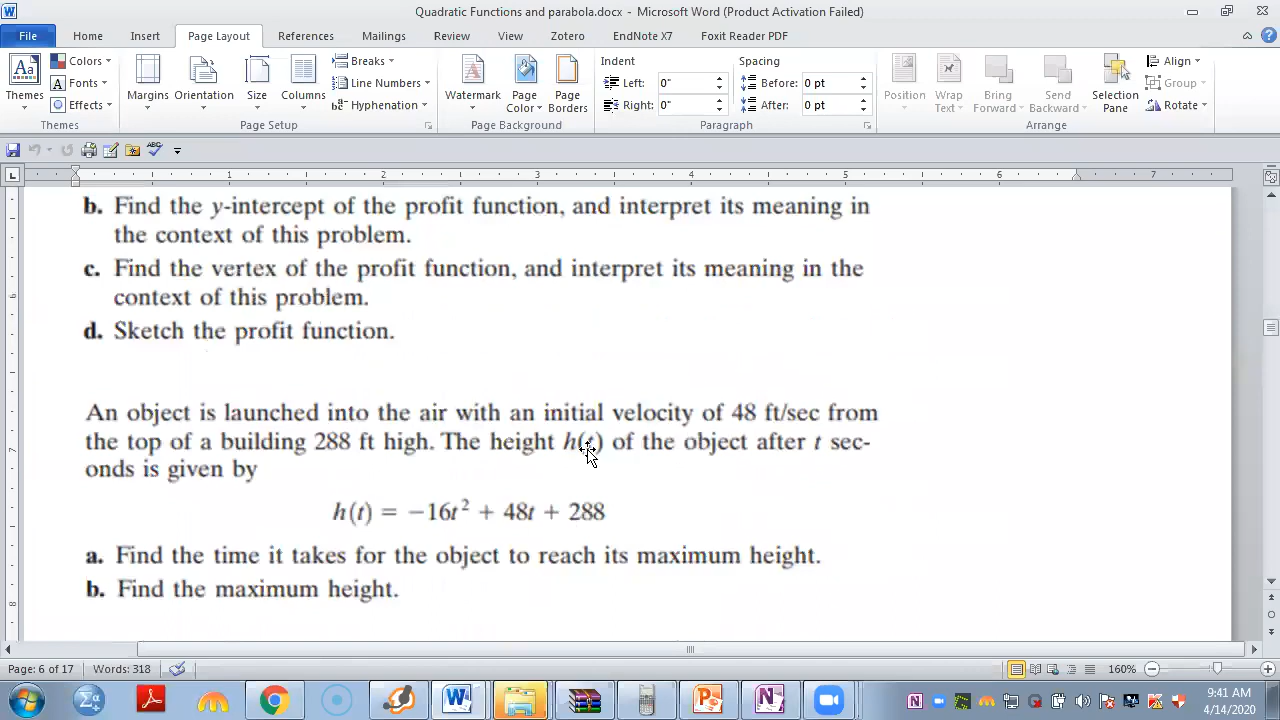 Quadratic Functions and parabola.docx - Microsoft Word (Product Activation Failed)
File Home Insert Page Layout References Mailings Review View Zotero EndNote X7 Foxit Reader PDF
Themes Colors Fonts Effects Margins Orientation Size Columns Breaks Line Numbers Hyphenation Watermark Page Color Page Borders Indent Left: 0" Right: 0" Spacing Before: 0 pt After: 0 pt Position Wrap Text Bring Forward Send Backward Selection Pane Align Group Rotate
Themes Page Setup Page Background Paragraph Arrange
1 2 3 4 5 6 7
b. Find the y-intercept of the profit function, and interpret its meaning in
the context of this problem.
c. Find the vertex of the profit function, and interpret its meaning in the
context of this problem.
d. Sketch the profit function.
An object is launched into the air with an initial velocity of 48 ft/sec from
the top of a building 288 ft high. The height h(t) of the object after t sec-
onds is given by
h(t) = −16t² + 48t + 288
a. Find the time it takes for the object to reach its maximum height.
b. Find the maximum height.
Page: 6 of 17 Words: 318 160%
9:41 AM
4/14/2020